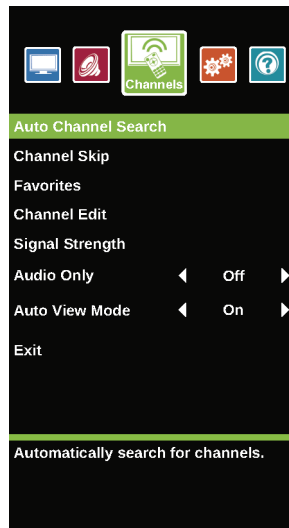 Channels
Auto Channel Search
Channel Skip
Favorites
Channel Edit
Signal Strength
Audio Only Off
Auto View Mode On
Exit
Automatically search for channels.